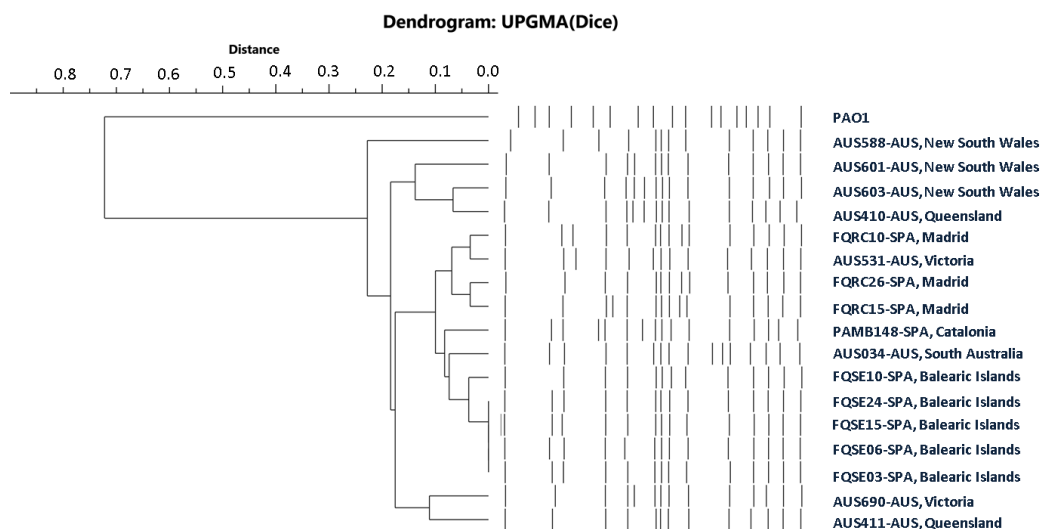 Dendrogram: UPGMA(Dice)
Distance
0.8 0.7 0.6 0.5 0.4 0.3 0.2 0.1 0.0
PAO1
AUS588-AUS, New South Wales
AUS601-AUS, New South Wales
AUS603-AUS, New South Wales
AUS410-AUS, Queensland
FQRC10-SPA, Madrid
AUS531-AUS, Victoria
FQRC26-SPA, Madrid
FQRC15-SPA, Madrid
PAMB148-SPA, Catalonia
AUS034-AUS, South Australia
FQSE10-SPA, Balearic Islands
FQSE24-SPA, Balearic Islands
FQSE15-SPA, Balearic Islands
FQSE06-SPA, Balearic Islands
FQSE03-SPA, Balearic Islands
AUS690-AUS, Victoria
AUS411-AUS, Queensland